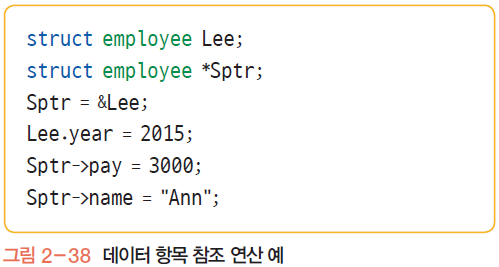 struct employee Lee;
struct employee *Sptr;
Sptr = &Lee;
Lee.year = 2015;
Sptr->pay = 3000;
Sptr->name = "Ann";
그림 2-38 데이터 항목 참조 연산 예